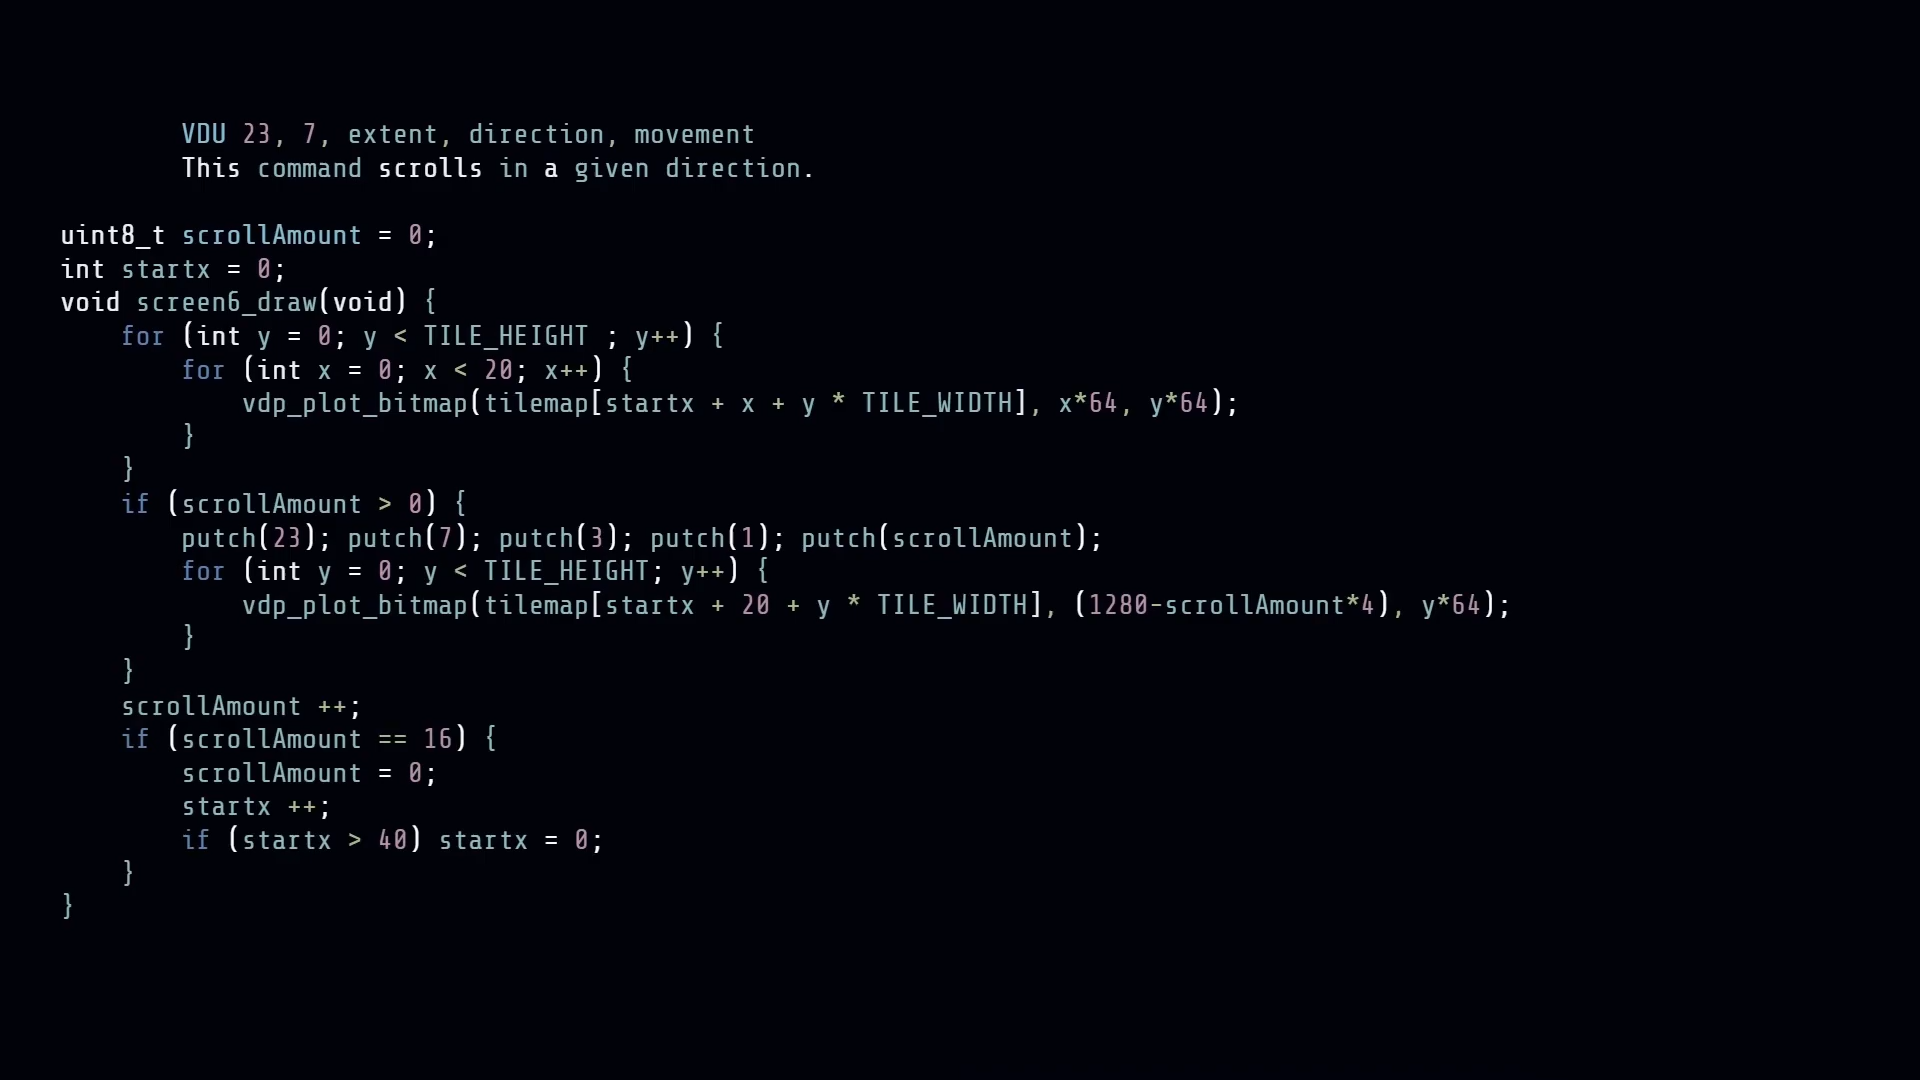 VDU 23, 7, extent, direction, movement
This command scrolls in a given direction.
uint8_t scrollAmount = 0;
int startx = 0;
void screen6_draw(void) {
    for (int y = 0; y < TILE_HEIGHT ; y++) {
        for (int x = 0; x < 20; x++) {
            vdp_plot_bitmap(tilemap[startx + x + y * TILE_WIDTH], x*64, y*64);
        }
    }
    if (scrollAmount > 0) {
        putch(23); putch(7); putch(3); putch(1); putch(scrollAmount);
        for (int y = 0; y < TILE_HEIGHT; y++) {
            vdp_plot_bitmap(tilemap[startx + 20 + y * TILE_WIDTH], (1280-scrollAmount*4), y*64);
        }
    }
    scrollAmount ++;
    if (scrollAmount == 16) {
        scrollAmount = 0;
        startx ++;
        if (startx > 40) startx = 0;
    }
}